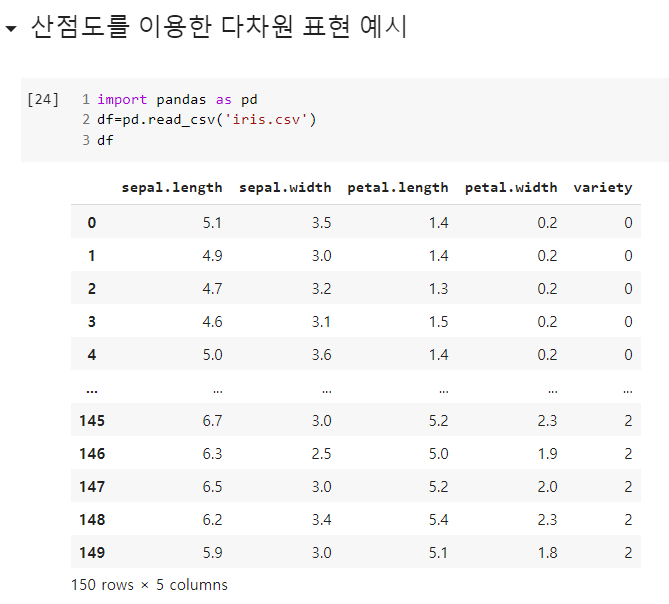 산점도를 이용한 다차원 표현 예시
[24] 1 import pandas as pd
2 df=pd.read_csv('iris.csv')
3 df
sepal.length sepal.width petal.length petal.width variety
0 5.1 3.5 1.4 0.2 0
1 4.9 3.0 1.4 0.2 0
2 4.7 3.2 1.3 0.2 0
3 4.6 3.1 1.5 0.2 0
4 5.0 3.6 1.4 0.2 0
... ... ... ... ... ...
145 6.7 3.0 5.2 2.3 2
146 6.3 2.5 5.0 1.9 2
147 6.5 3.0 5.2 2.0 2
148 6.2 3.4 5.4 2.3 2
149 5.9 3.0 5.1 1.8 2
150 rows × 5 columns